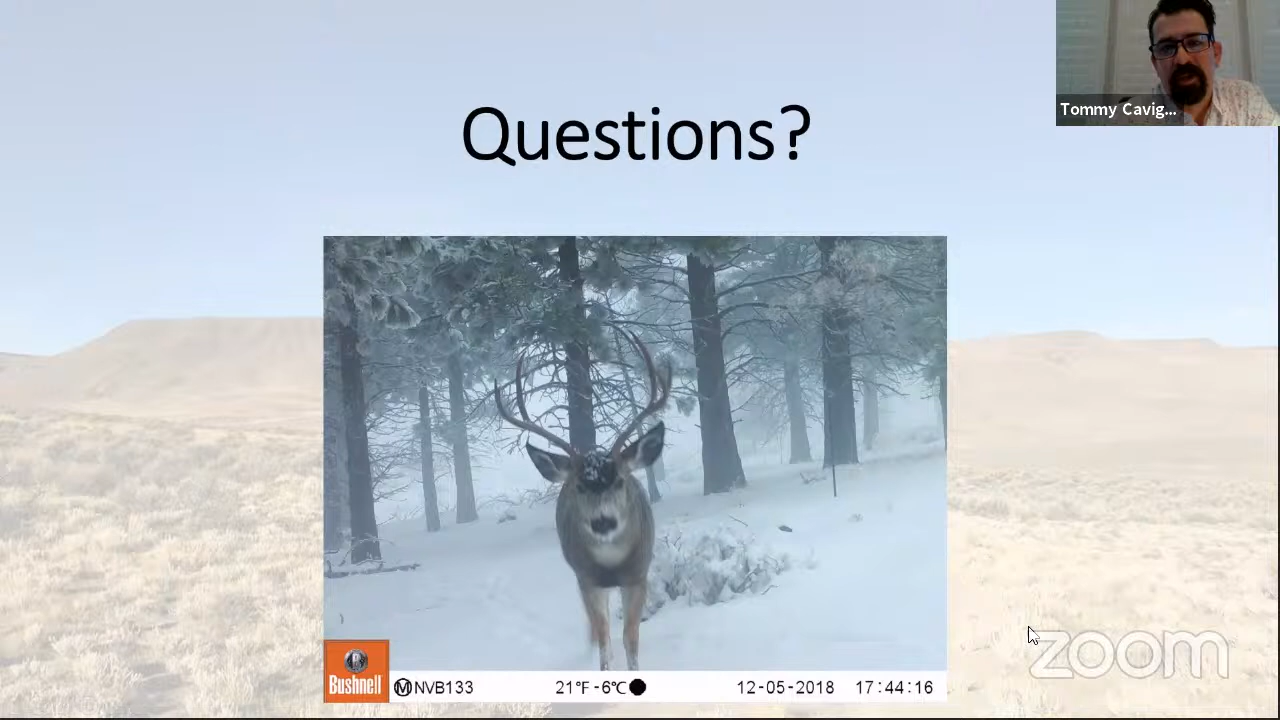 Questions?
Tommy Cavig...
Bushnell
M NVB133
21°F -6°C
12-05-2018
17:44:16
zoom